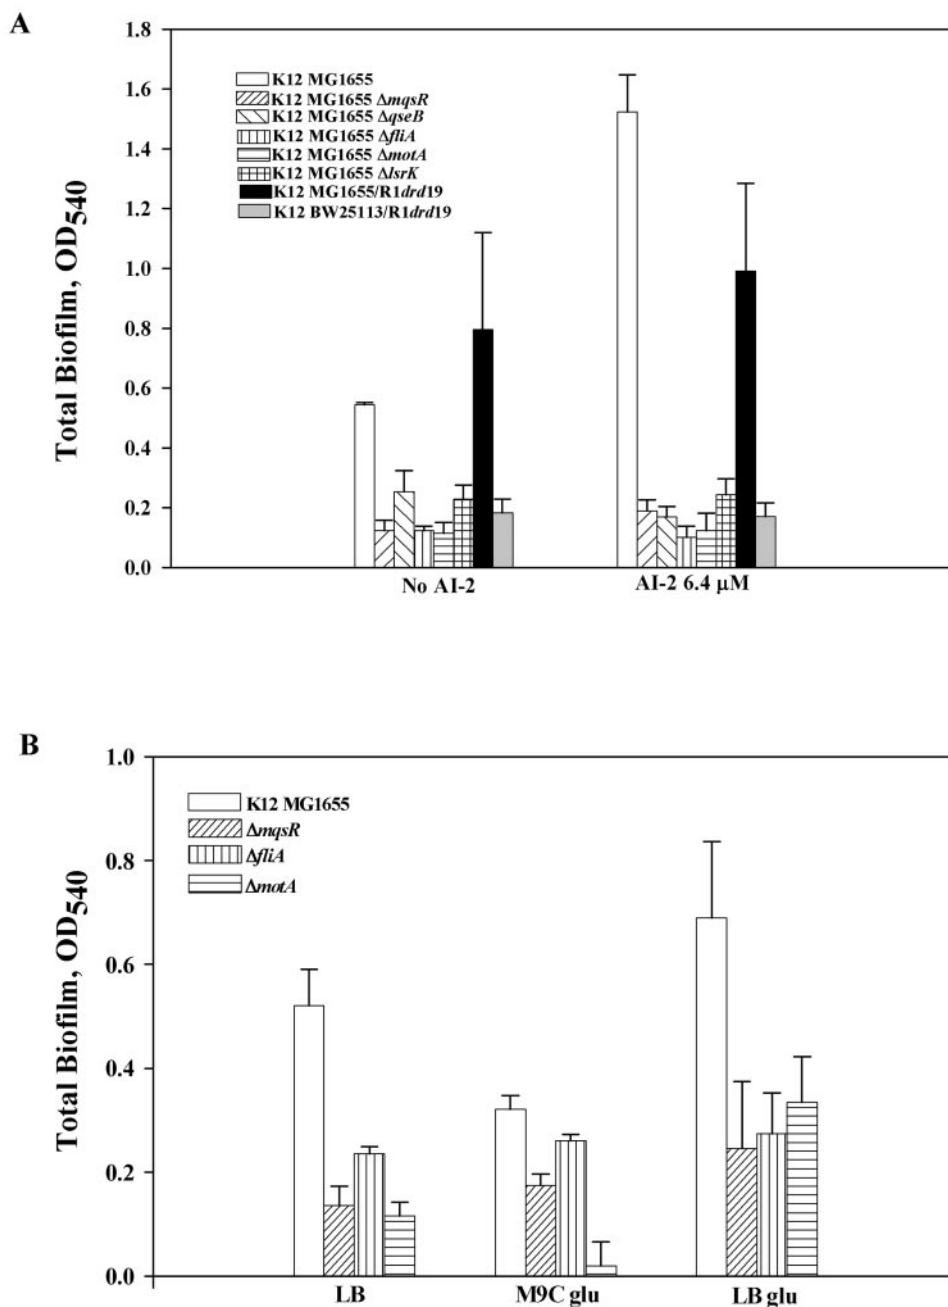 A
1.8
1.6
1.4
1.2
1.0
0.8
0.6
0.4
0.2
0.0
Total Biofilm, OD540
K12 MG1655
K12 MG1655 ΔmqsR
K12 MG1655 ΔqseB
K12 MG1655 ΔfliA
K12 MG1655 ΔmotA
K12 MG1655 ΔlsrK
K12 MG1655/R1drd19
K12 BW25113/R1drd19
No AI-2
AI-2 6.4 μM
B
1.0
0.8
0.6
0.4
0.2
0.0
Total Biofilm, OD540
K12 MG1655
ΔmqsR
ΔfliA
ΔmotA
LB
M9C glu
LB glu